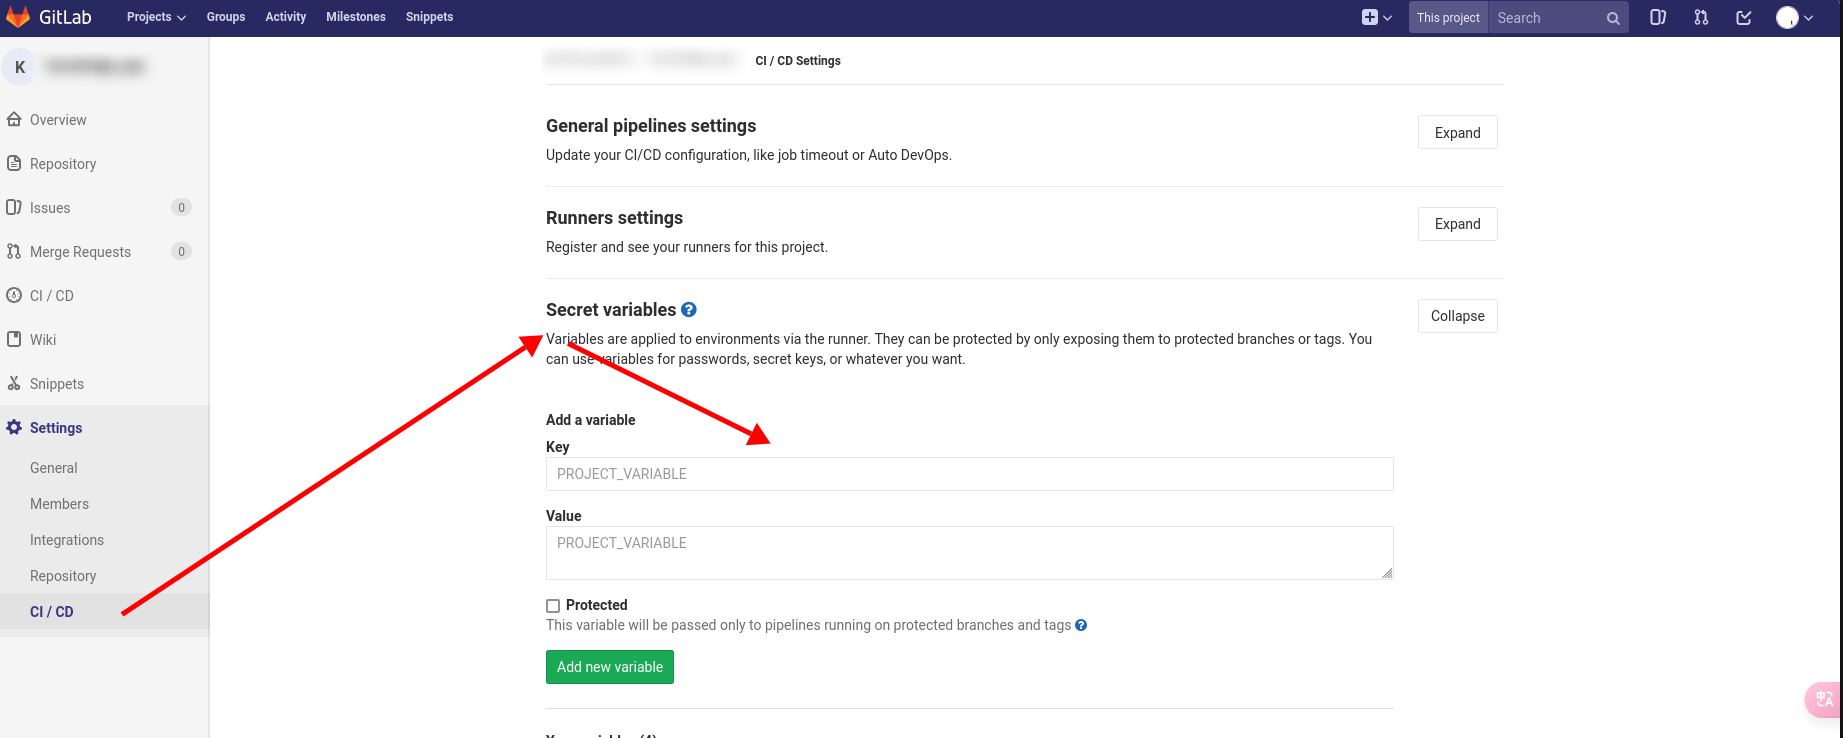 GitLab
Projects
Groups
Activity
Milestones
Snippets
This project
Search
K
Overview
Repository
Issues
0
Merge Requests
0
CI / CD
Wiki
Snippets
Settings
General
Members
Integrations
Repository
CI / CD
CI / CD Settings
General pipelines settings
Expand
Update your CI/CD configuration, like job timeout or Auto DevOps.
Runners settings
Expand
Register and see your runners for this project.
Secret variables ?
Collapse
Variables are applied to environments via the runner. They can be protected by only exposing them to protected branches or tags. You
can use variables for passwords, secret keys, or whatever you want.
Add a variable
Key
PROJECT_VARIABLE
Value
PROJECT_VARIABLE
Protected
This variable will be passed only to pipelines running on protected branches and tags ?
Add new variable
中A